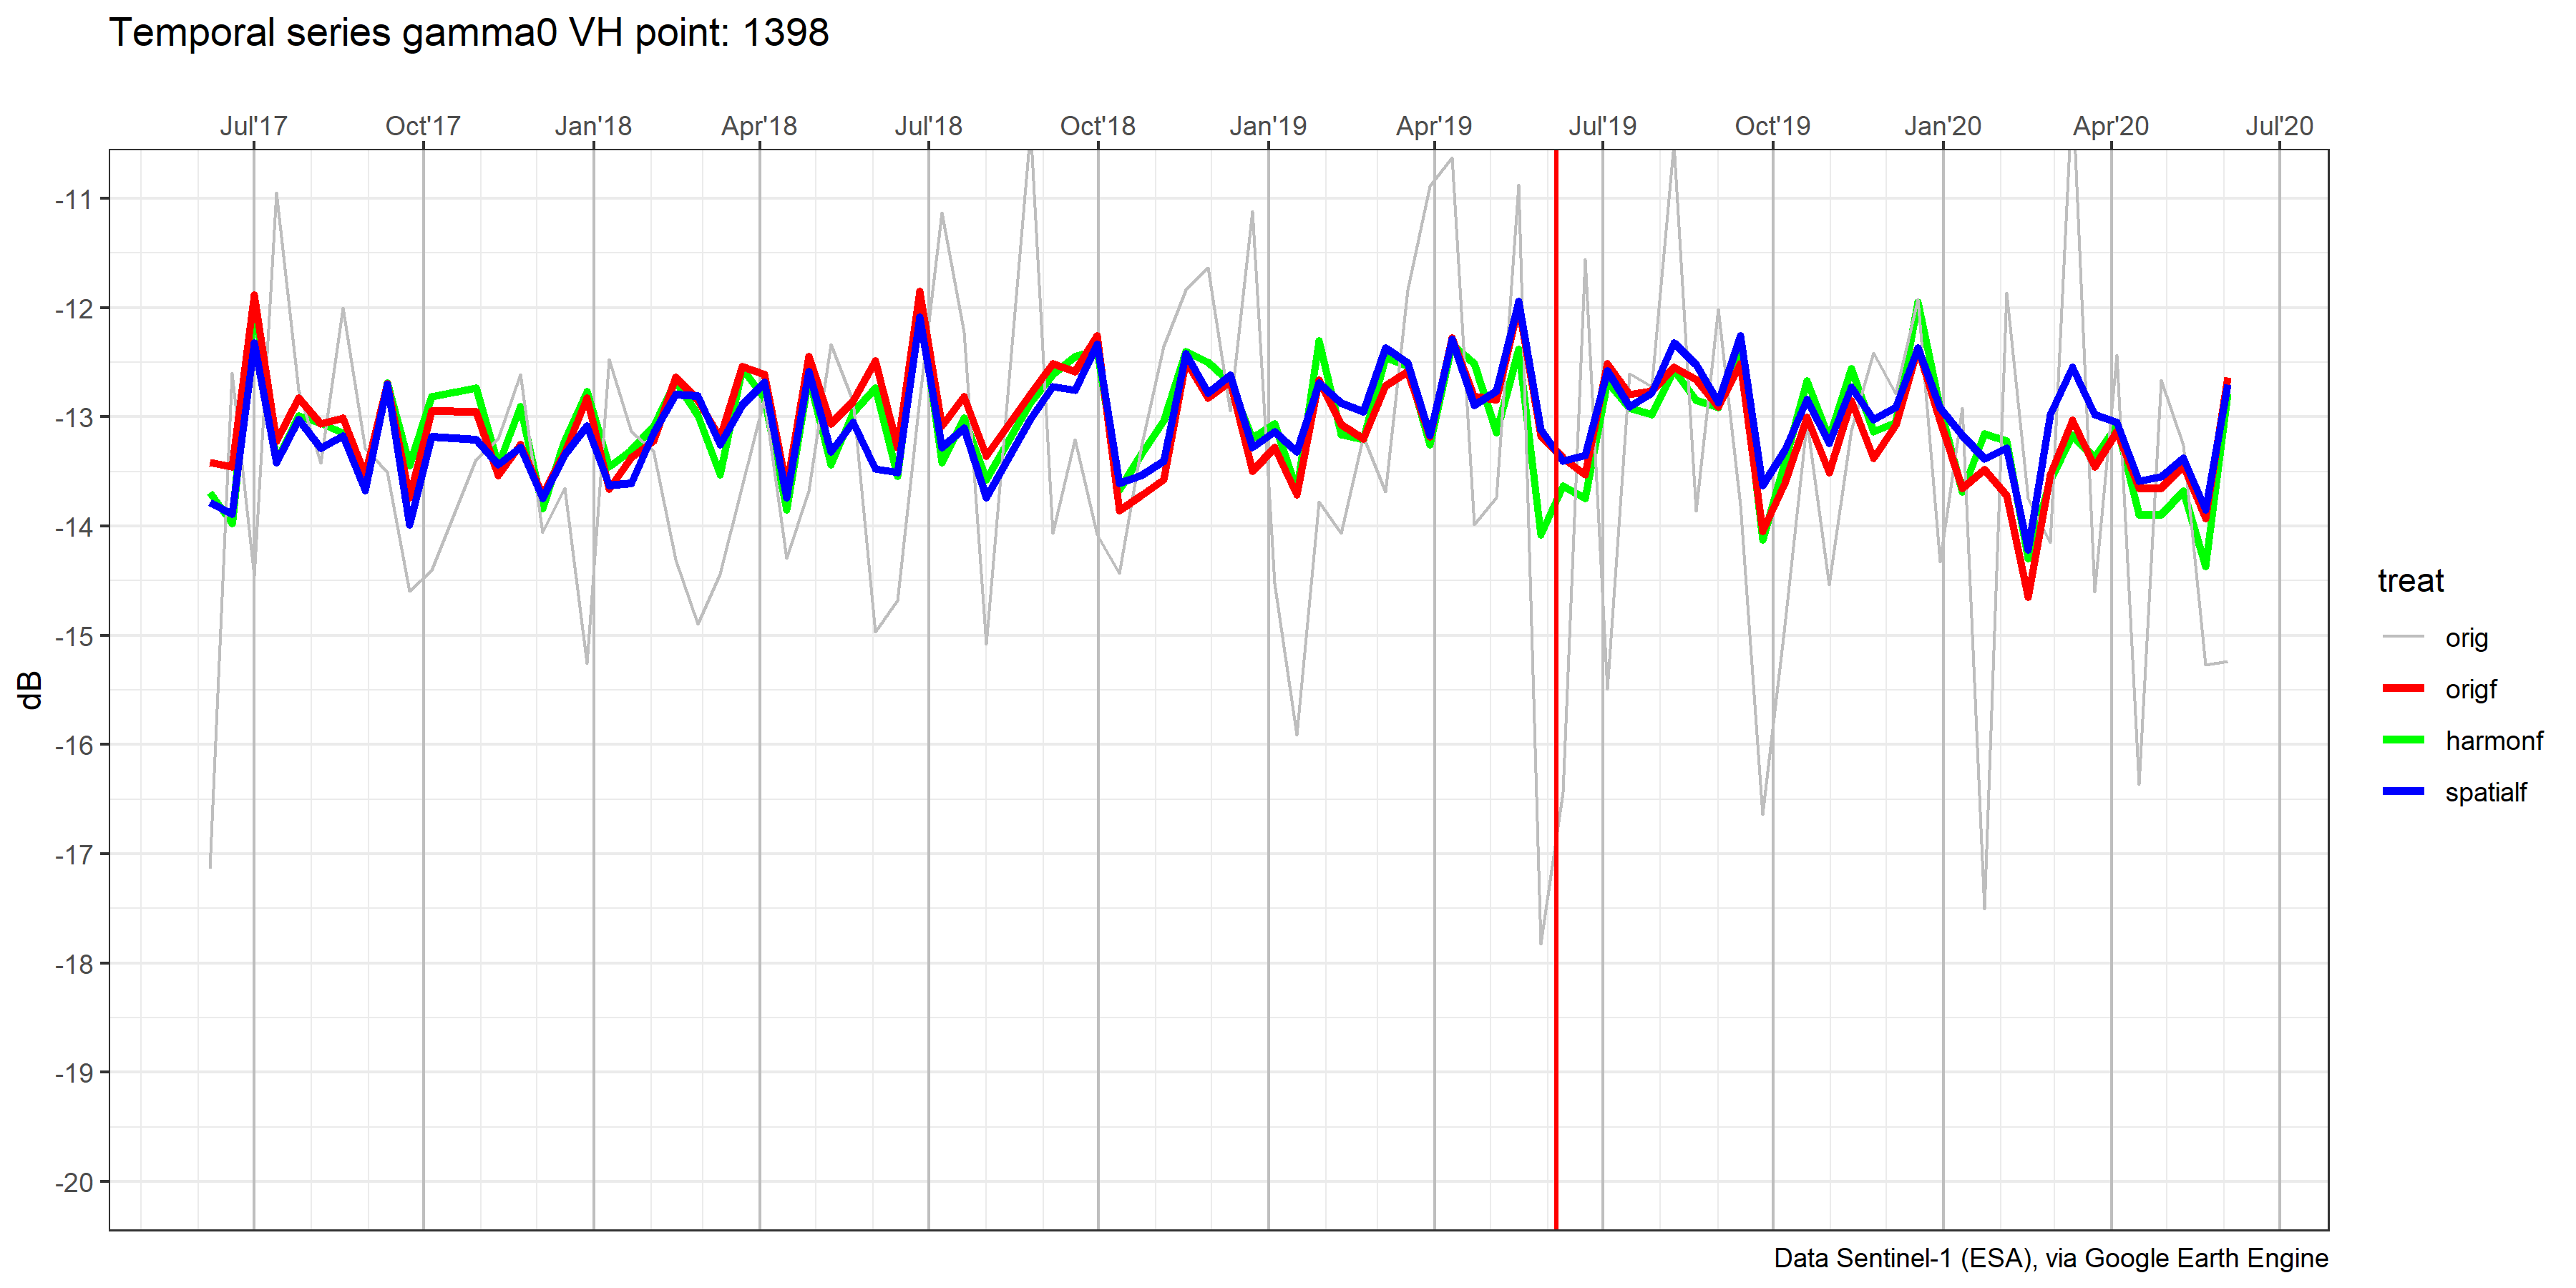 Temporal series gamma0 VH point: 1398
Jul'17 Oct'17 Jan'18 Apr'18 Jul'18 Oct'18 Jan'19 Apr'19 Jul'19 Oct'19 Jan'20 Apr'20 Jul'20
-11
-12
-13
-14
-15
-16
-17
-18
-19
-20
dB
treat
orig
origf
harmonf
spatialf
Data Sentinel-1 (ESA), via Google Earth Engine